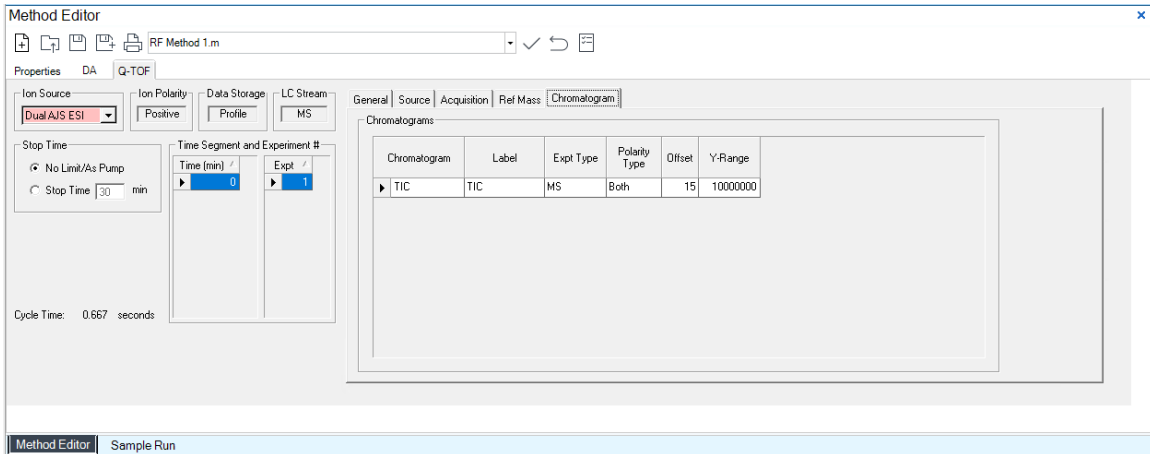 Method Editor
RF Method 1.m
Properties DA Q-TOF
Ion Source
Dual AJS ESI
Ion Polarity
Positive
Data Storage
Profile
LC Stream
MS
Stop Time
No Limit/As Pump
Stop Time 30 min
Time Segment and Experiment #
Time (min) Expt
0 1
Cycle Time: 0.667 seconds
General Source Acquisition Ref Mass Chromatogram
Chromatograms
Chromatogram Label Expt Type Polarity Type Offset Y-Range
TIC TIC MS Both 15 10000000
Method Editor Sample Run